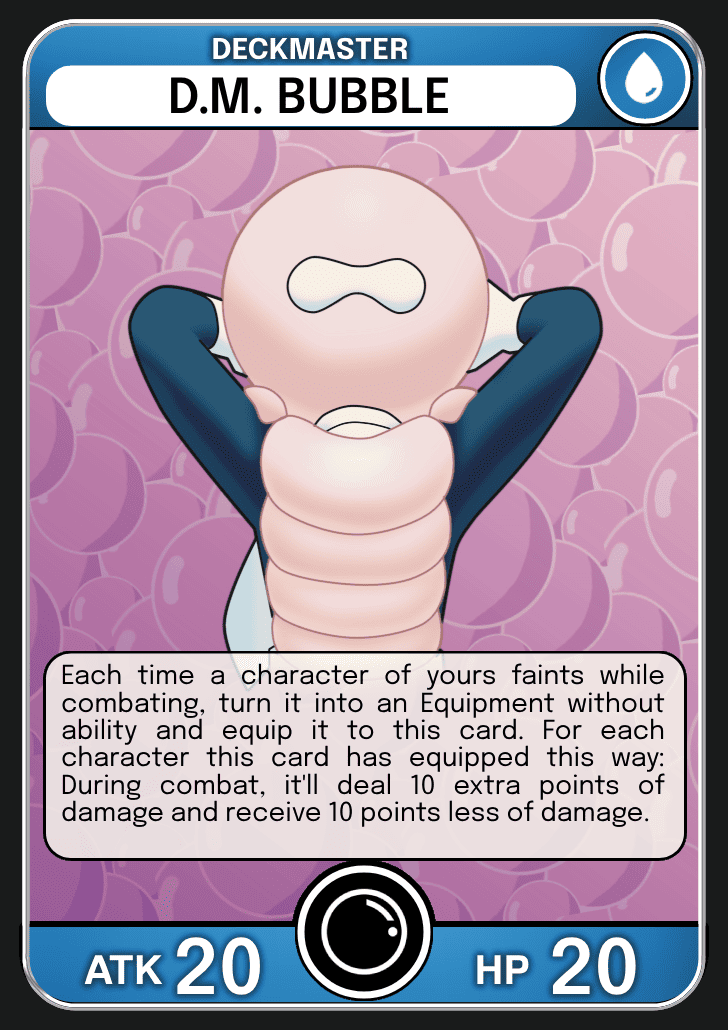 DECKMASTER
D.M. BUBBLE
Each time a character of yours faints while
combating, turn it into an Equipment without
ability and equip it to this card. For each
character this card has equipped this way:
During combat, it'll deal 10 extra points of
damage and receive 10 points less of damage.
ATK 20 HP 20